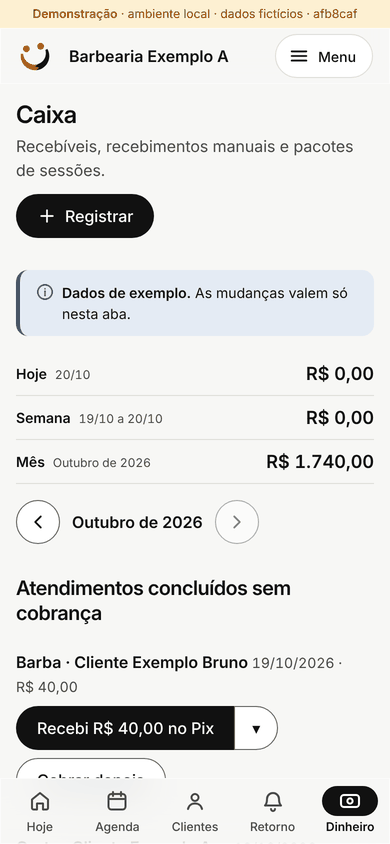 Demonstração · ambiente local · dados fictícios · afb8caf
Barbearia Exemplo A
Menu
Caixa
Recebíveis, recebimentos manuais e pacotes
de sessões.
Registrar
Dados de exemplo. As mudanças valem só
nesta aba.
Hoje 20/10 R$ 0,00
Semana 19/10 a 20/10 R$ 0,00
Mês Outubro de 2026 R$ 1.740,00
Outubro de 2026
Atendimentos concluídos sem
cobrança
Barba · Cliente Exemplo Bruno 19/10/2026 ·
R$ 40,00
Recebi R$ 40,00 no Pix
Cobrar depois
Hoje Agenda Clientes Retorno Dinheiro